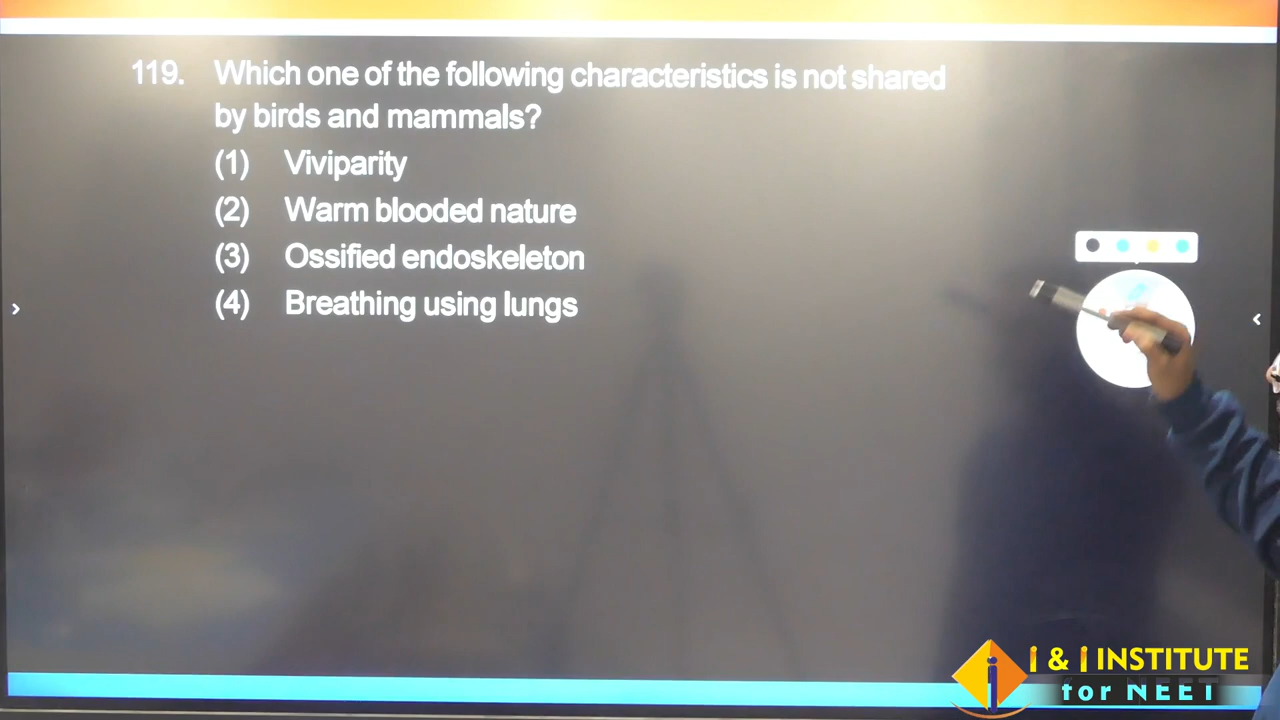 119. Which one of the following characteristics is not shared
by birds and mammals?
(1) Viviparity
(2) Warm blooded nature
(3) Ossified endoskeleton
(4) Breathing using lungs
i & i INSTITUTE
for NEET